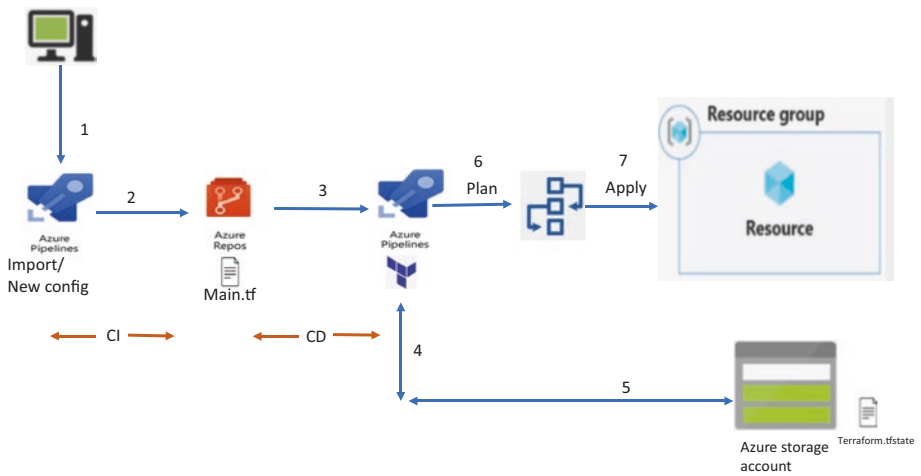 1
6
Plan
7
Apply
Resource group
Resource
2
3
Azure
Pipelines
Import/
New config
Azure
Repos
Main.tf
Azure
Pipelines
CI
CD
4
5
Azure storage
account
Terraform.tfstate